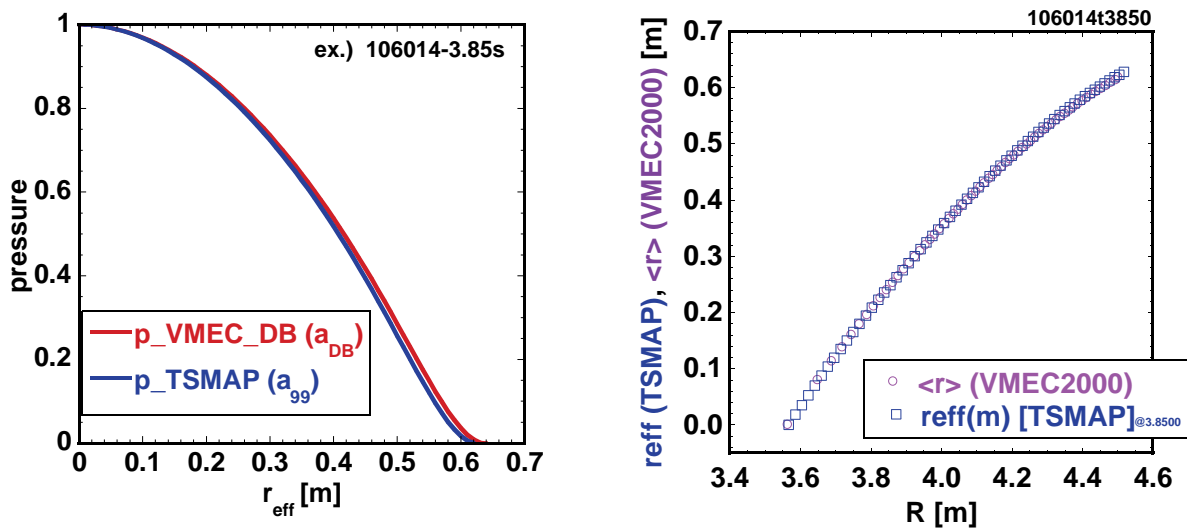 ex.) 106014-3.85s
pressure
1
0.8
0.6
0.4
0.2
0
p_VMEC_DB (a_DB)
p_TSMAP (a_99)
0 0.1 0.2 0.3 0.4 0.5 0.6 0.7
r_eff [m]
106014t3850
reff (TSMAP), <r> (VMEC2000) [m]
0.7
0.6
0.5
0.4
0.3
0.2
0.1
0.0
<r> (VMEC2000)
reff(m) [TSMAP]@3.8500
3.4 3.6 3.8 4.0 4.2 4.4 4.6
R [m]